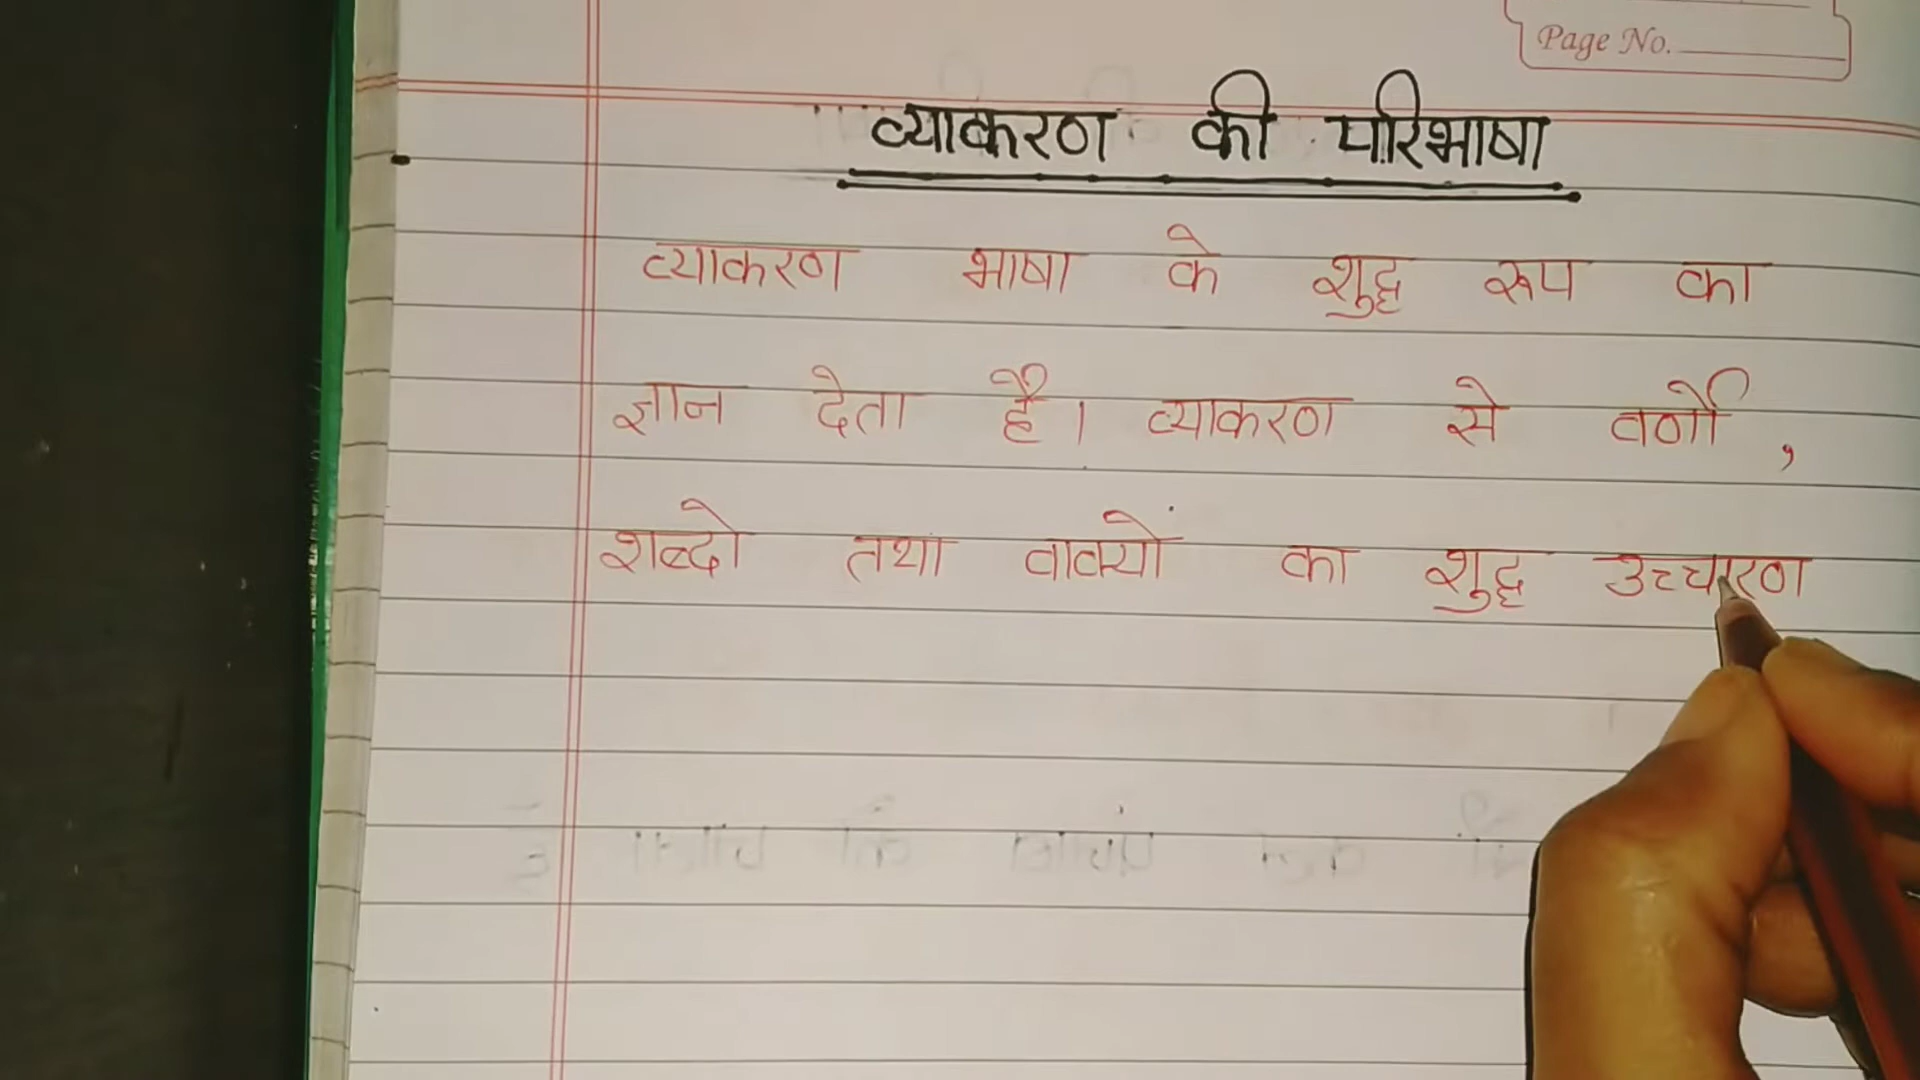 Page No.
व्याकरण की परिभाषा
व्याकरण भाषा के शुद्ध रूप का
ज्ञान देता है। व्याकरण से वर्णों,
शब्दो तथा वाक्यों का शुद्ध उच्चारण